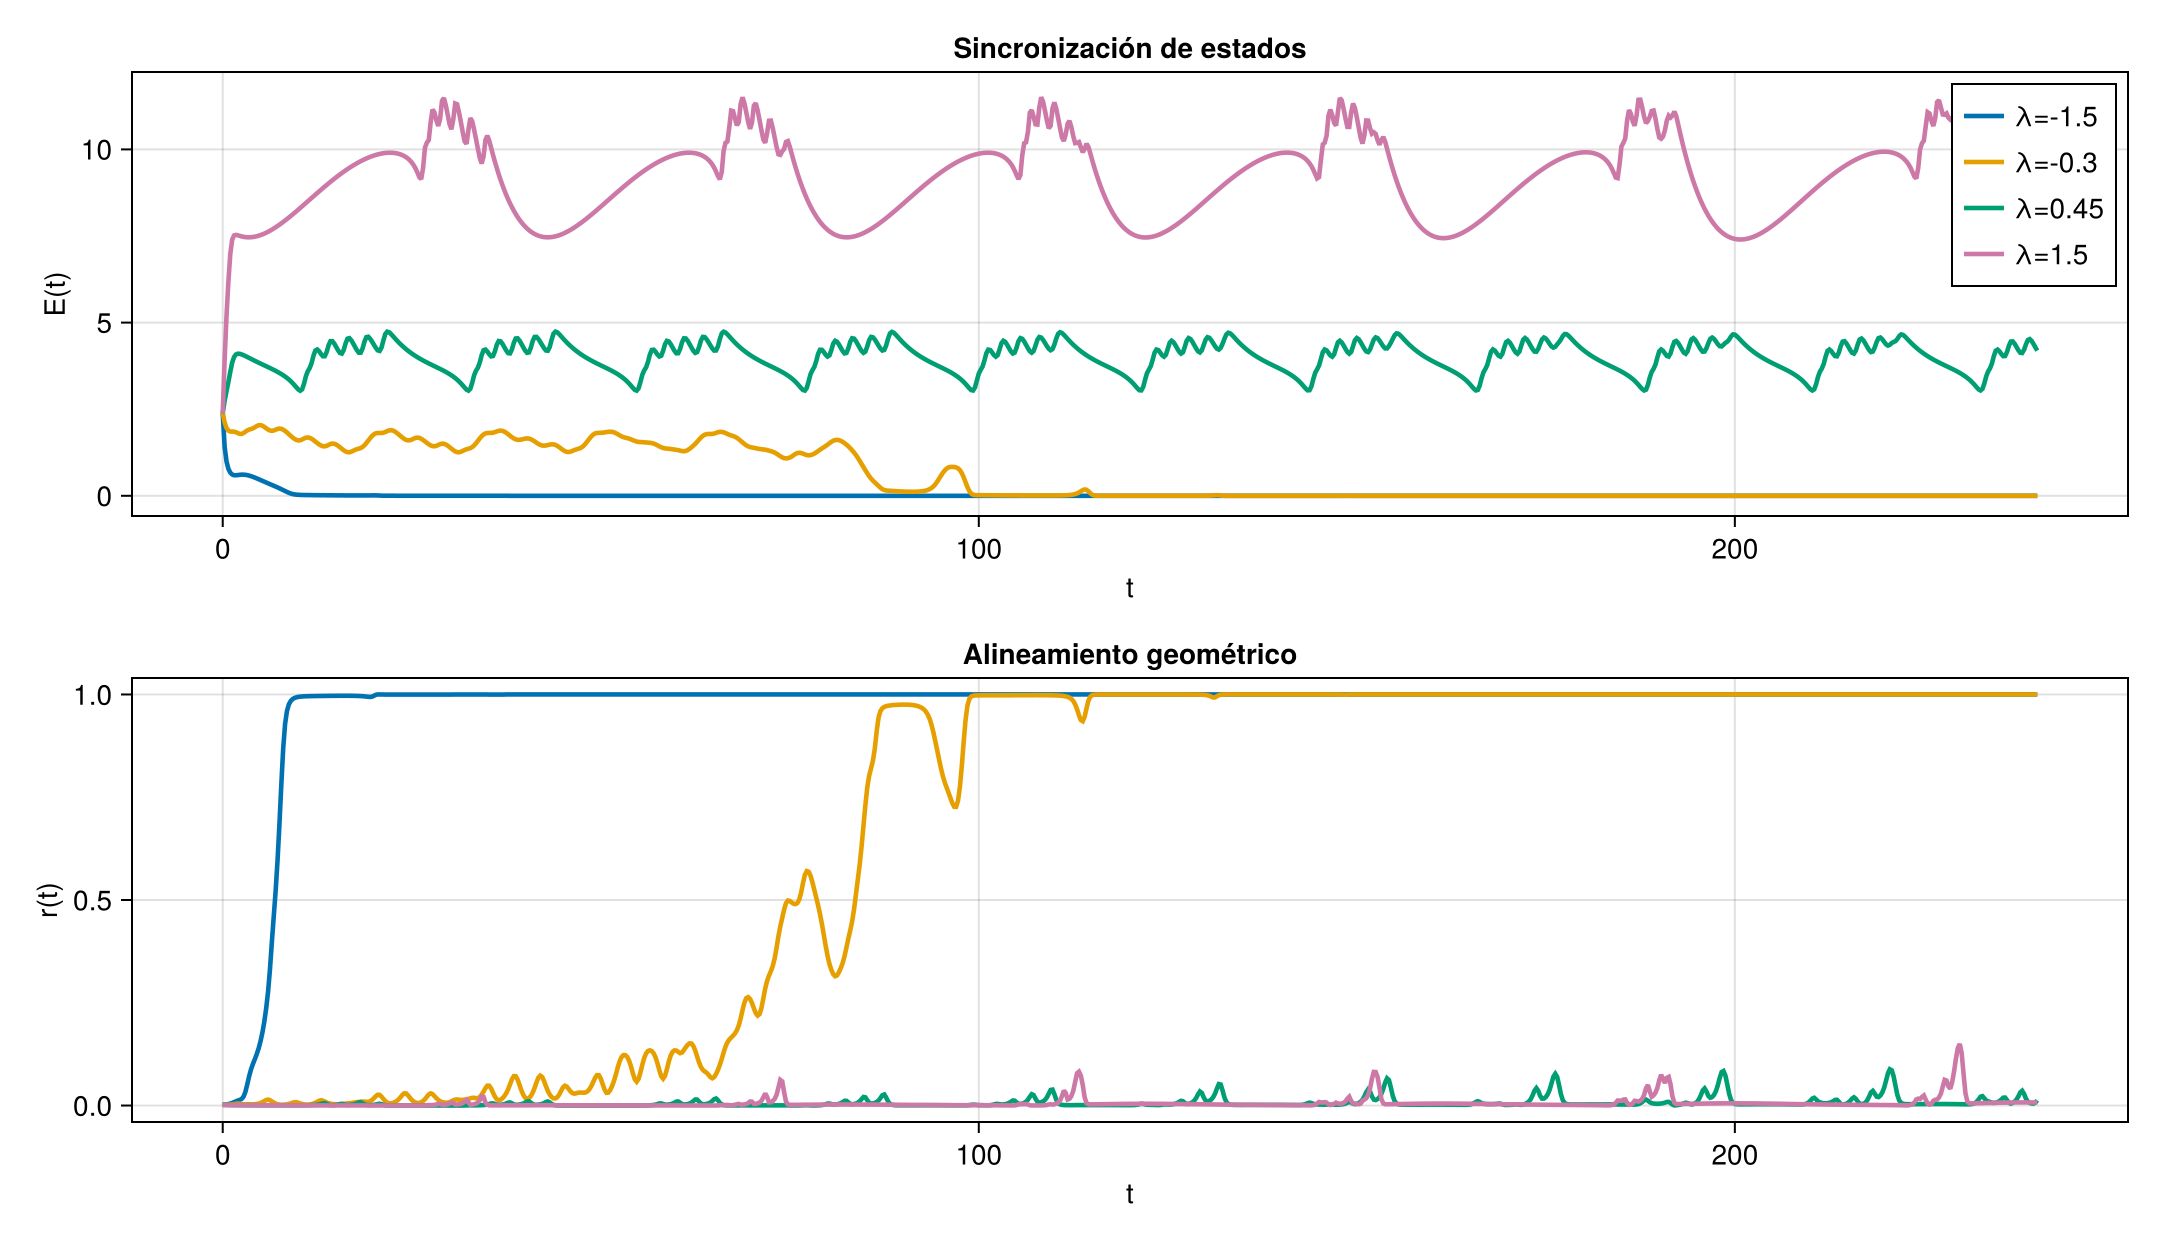 Sincronización de estados
E(t)
10
5
0
λ=-1.5
λ=-0.3
λ=0.45
λ=1.5
0 100 200
t
Alineamiento geométrico
r(t)
1.0
0.5
0.0
0 100 200
t